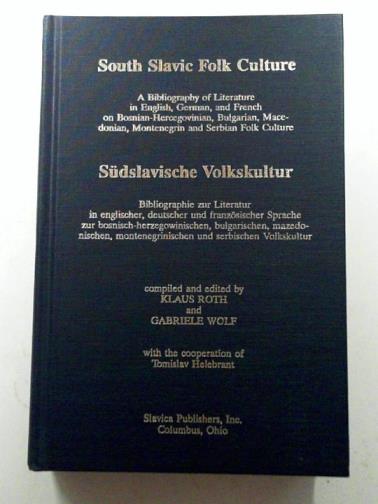 South Slavic Folk Culture
A Bibliography of Literature
in English, German, and French
on Bosnian-Hercegovinian, Bulgarian, Mace-
donian, Montenegrin and Serbian Folk Culture
Südslavische Volkskultur
Bibliographie zur Literatur
in englischer, deutscher und französischer Sprache
zur bosnisch-herzegowinischen, bulgarischen, mazedo-
nischen, montenegrinischen und serbischen Volkskultur
compiled and edited by
KLAUS ROTH
and
GABRIELE WOLF
with the cooperation of
Tomislav Helebrant
Slavica Publishers, Inc.
Columbus, Ohio